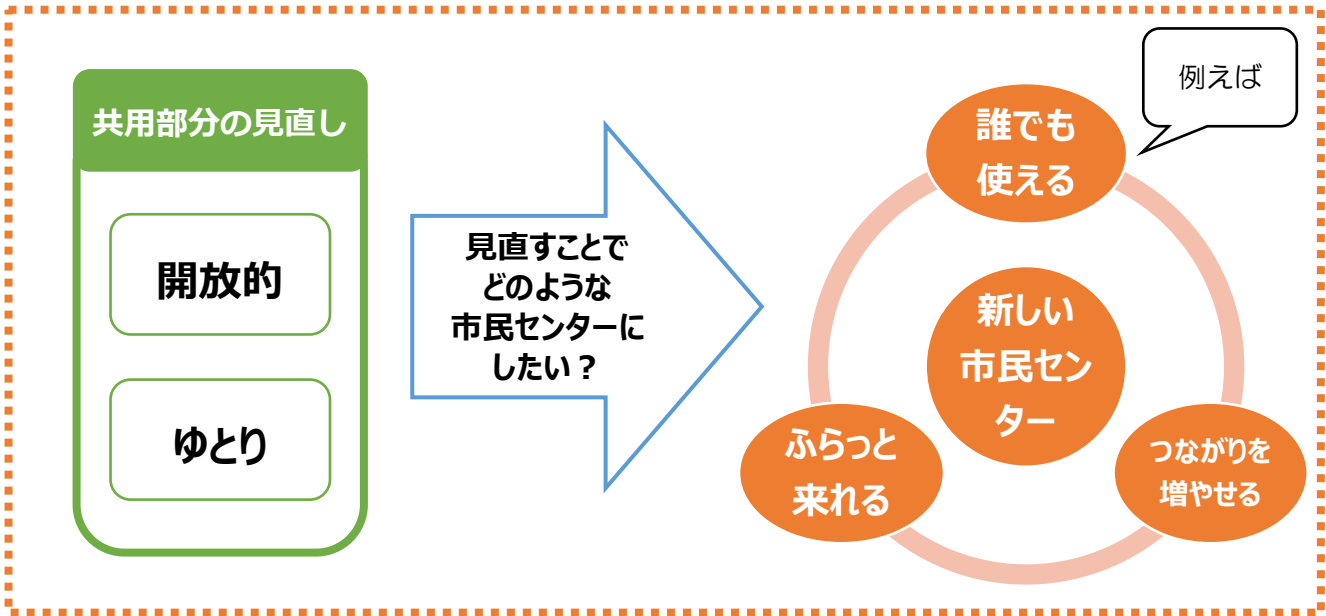 共用部分の見直し
開放的
ゆとり
見直すことで
どのような
市民センターに
したい？
例えば
誰でも
使える
新しい
市民セン
ター
ふらっと
来れる
つながりを
増やせる